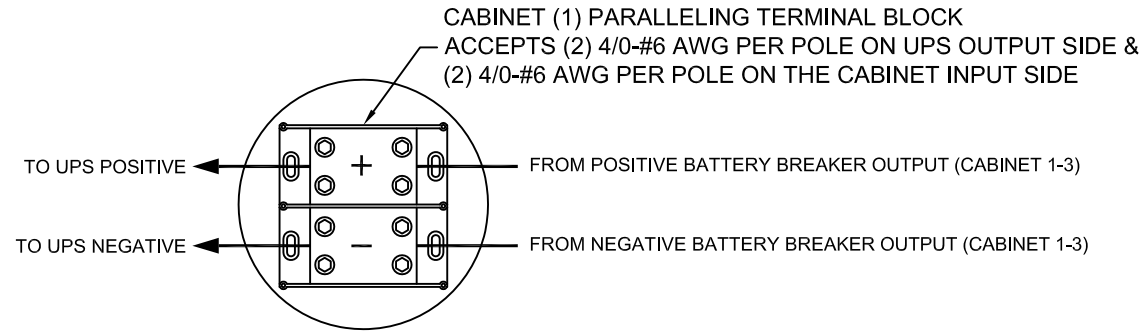 CABINET (1) PARALLELING TERMINAL BLOCK
ACCEPTS (2) 4/0-#6 AWG PER POLE ON UPS OUTPUT SIDE &
(2) 4/0-#6 AWG PER POLE ON THE CABINET INPUT SIDE
TO UPS POSITIVE
+
FROM POSITIVE BATTERY BREAKER OUTPUT (CABINET 1-3)
TO UPS NEGATIVE
−
FROM NEGATIVE BATTERY BREAKER OUTPUT (CABINET 1-3)